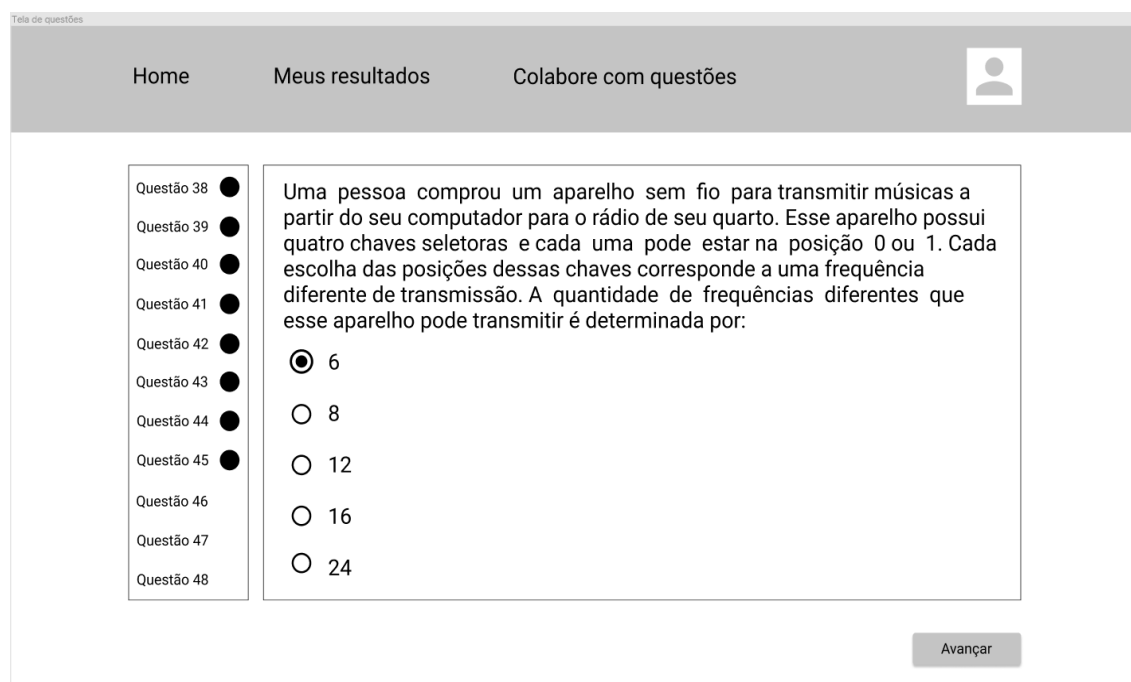 Tela de questões
Home Meus resultados Colabore com questões
Questão 38
Questão 39
Questão 40
Questão 41
Questão 42
Questão 43
Questão 44
Questão 45
Questão 46
Questão 47
Questão 48
Uma pessoa comprou um aparelho sem fio para transmitir músicas a
partir do seu computador para o rádio de seu quarto. Esse aparelho possui
quatro chaves seletoras e cada uma pode estar na posição 0 ou 1. Cada
escolha das posições dessas chaves corresponde a uma frequência
diferente de transmissão. A quantidade de frequências diferentes que
esse aparelho pode transmitir é determinada por:
6
8
12
16
24
Avançar